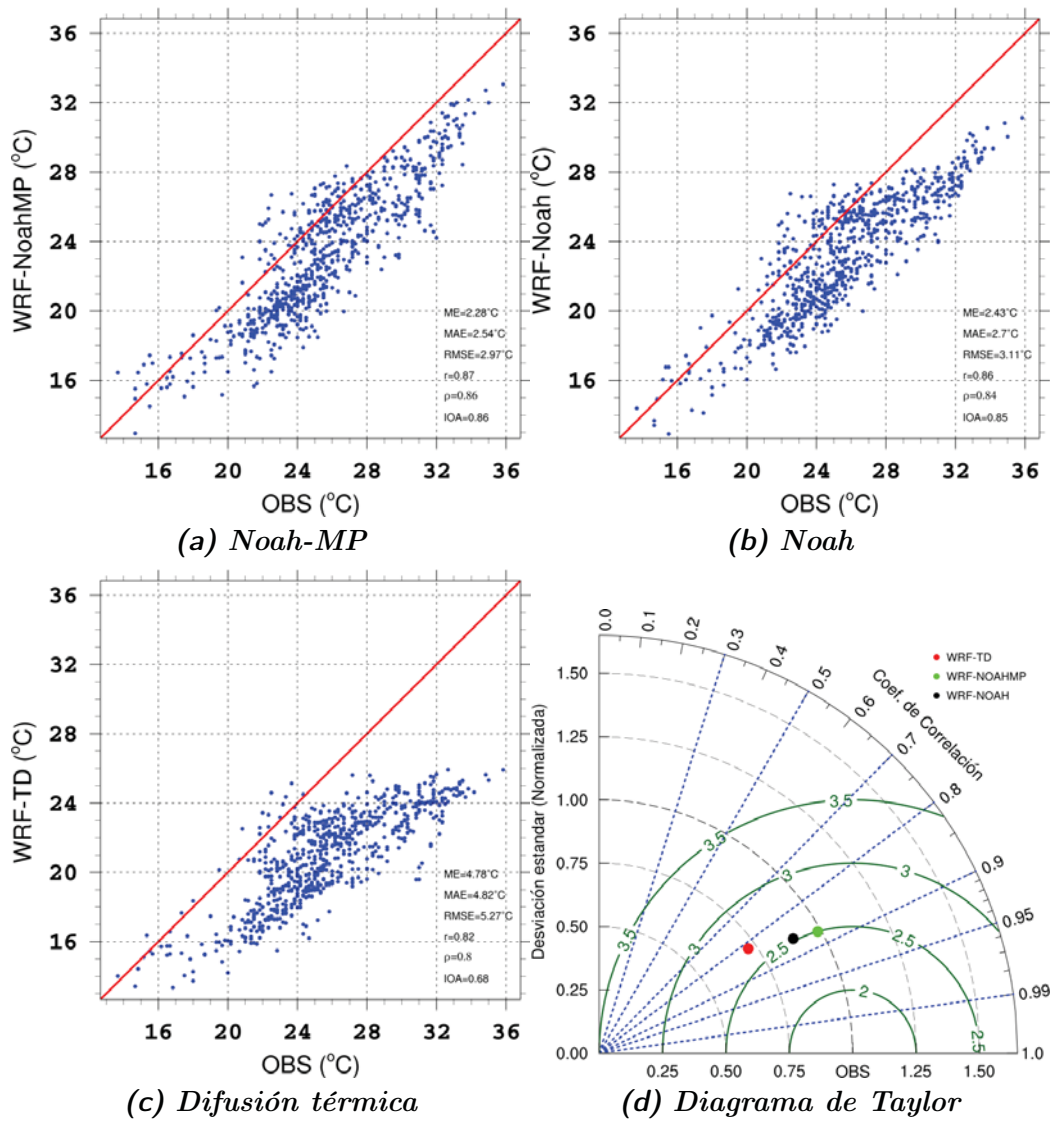 36
32
28
24
20
16
WRF-NoahMP (°C)
ME=2.28°C
MAE=2.54°C
RMSE=2.97°C
r=0.87
ρ=0.86
IOA=0.86
16 20 24 28 32 36
OBS (°C)
(a) Noah-MP
36
32
28
24
20
16
WRF-Noah (°C)
ME=2.43°C
MAE=2.7°C
RMSE=3.11°C
r=0.86
ρ=0.84
IOA=0.85
16 20 24 28 32 36
OBS (°C)
(b) Noah
36
32
28
24
20
16
WRF-TD (°C)
ME=4.78°C
MAE=4.82°C
RMSE=5.27°C
r=0.82
ρ=0.8
IOA=0.68
16 20 24 28 32 36
OBS (°C)
(c) Difusión térmica
WRF-TD
WRF-NOAHMP
WRF-NOAH
Coef. de Correlación
0.0 0.1 0.2 0.3 0.4 0.5 0.6 0.7 0.8 0.9 0.95 0.99 1.0
Desviación estandar (Normalizada)
1.50
1.25
1.00
0.75
0.50
0.25
0.00
3.5 3.5 3.5
3 3 3
2.5 2.5 2.5
2
0.25 0.50 0.75 OBS 1.25 1.50
(d) Diagrama de Taylor